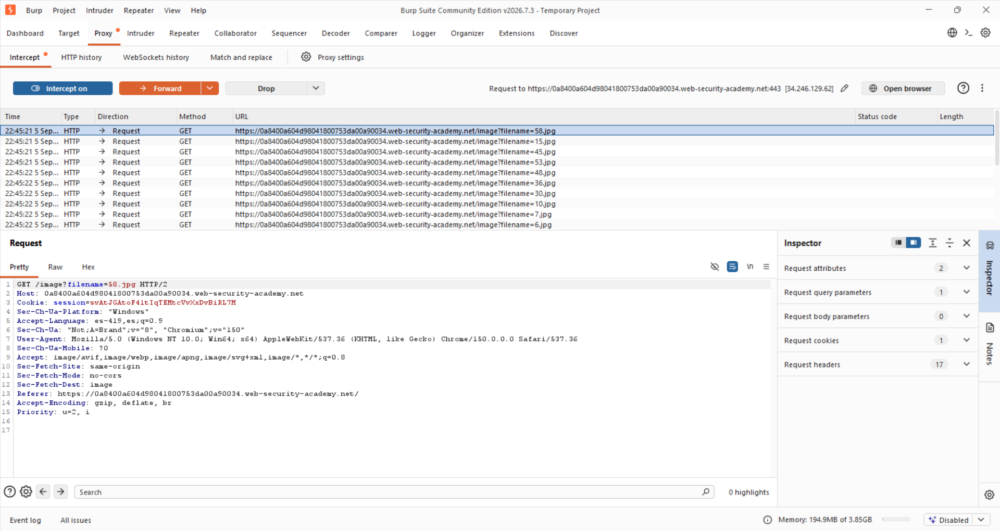 Burp Project Intruder Repeater View Help Burp Suite Community Edition v2026.7.3 - Temporary Project
Dashboard Target Proxy Intruder Repeater Collaborator Sequencer Decoder Comparer Logger Organizer Extensions Discover
Intercept HTTP history WebSockets history Match and replace Proxy settings
Intercept on Forward Drop Request to https://0a8400a604d98041800753da00a90034.web-security-academy.net:443 [34.246.129.62] Open browser
Time Type Direction Method URL Status code Length
22:45:21 5 Sep... HTTP → Request GET https://0a8400a604d98041800753da00a90034.web-security-academy.net/image?filename=58.jpg
22:45:21 5 Sep... HTTP → Request GET https://0a8400a604d98041800753da00a90034.web-security-academy.net/image?filename=15.jpg
22:45:21 5 Sep... HTTP → Request GET https://0a8400a604d98041800753da00a90034.web-security-academy.net/image?filename=45.jpg
22:45:21 5 Sep... HTTP → Request GET https://0a8400a604d98041800753da00a90034.web-security-academy.net/image?filename=53.jpg
22:45:22 5 Sep... HTTP → Request GET https://0a8400a604d98041800753da00a90034.web-security-academy.net/image?filename=48.jpg
22:45:22 5 Sep... HTTP → Request GET https://0a8400a604d98041800753da00a90034.web-security-academy.net/image?filename=36.jpg
22:45:22 5 Sep... HTTP → Request GET https://0a8400a604d98041800753da00a90034.web-security-academy.net/image?filename=30.jpg
22:45:22 5 Sep... HTTP → Request GET https://0a8400a604d98041800753da00a90034.web-security-academy.net/image?filename=10.jpg
22:45:22 5 Sep... HTTP → Request GET https://0a8400a604d98041800753da00a90034.web-security-academy.net/image?filename=7.jpg
22:45:22 5 Sep... HTTP → Request GET https://0a8400a604d98041800753da00a90034.web-security-academy.net/image?filename=6.jpg
Request
Pretty Raw Hex \n
1 GET /image?filename=58.jpg HTTP/2
2 Host: 0a8400a604d98041800753da00a90034.web-security-academy.net
3 Cookie: session=svAtJGAtoF41tIqTEMtcVvXxDvBiRL7M
4 Sec-Ch-Ua-Platform: "Windows"
5 Accept-Language: es-419,es;q=0.9
6 Sec-Ch-Ua: "Not;A=Brand";v="8", "Chromium";v="150"
7 User-Agent: Mozilla/5.0 (Windows NT 10.0; Win64; x64) AppleWebKit/537.36 (KHTML, like Gecko) Chrome/150.0.0.0 Safari/537.36
8 Sec-Ch-Ua-Mobile: ?0
9 Accept: image/avif,image/webp,image/apng,image/svg+xml,image/*,*/*;q=0.8
10 Sec-Fetch-Site: same-origin
11 Sec-Fetch-Mode: no-cors
12 Sec-Fetch-Dest: image
13 Referer: https://0a8400a604d98041800753da00a90034.web-security-academy.net/
14 Accept-Encoding: gzip, deflate, br
15 Priority: u=2, i
16
17
Search 0 highlights
Inspector
Request attributes 2
Request query parameters 1
Request body parameters 0
Request cookies 1
Request headers 17
Inspector
Notes
Event log All issues Memory: 194.9MB of 3.85GB Disabled